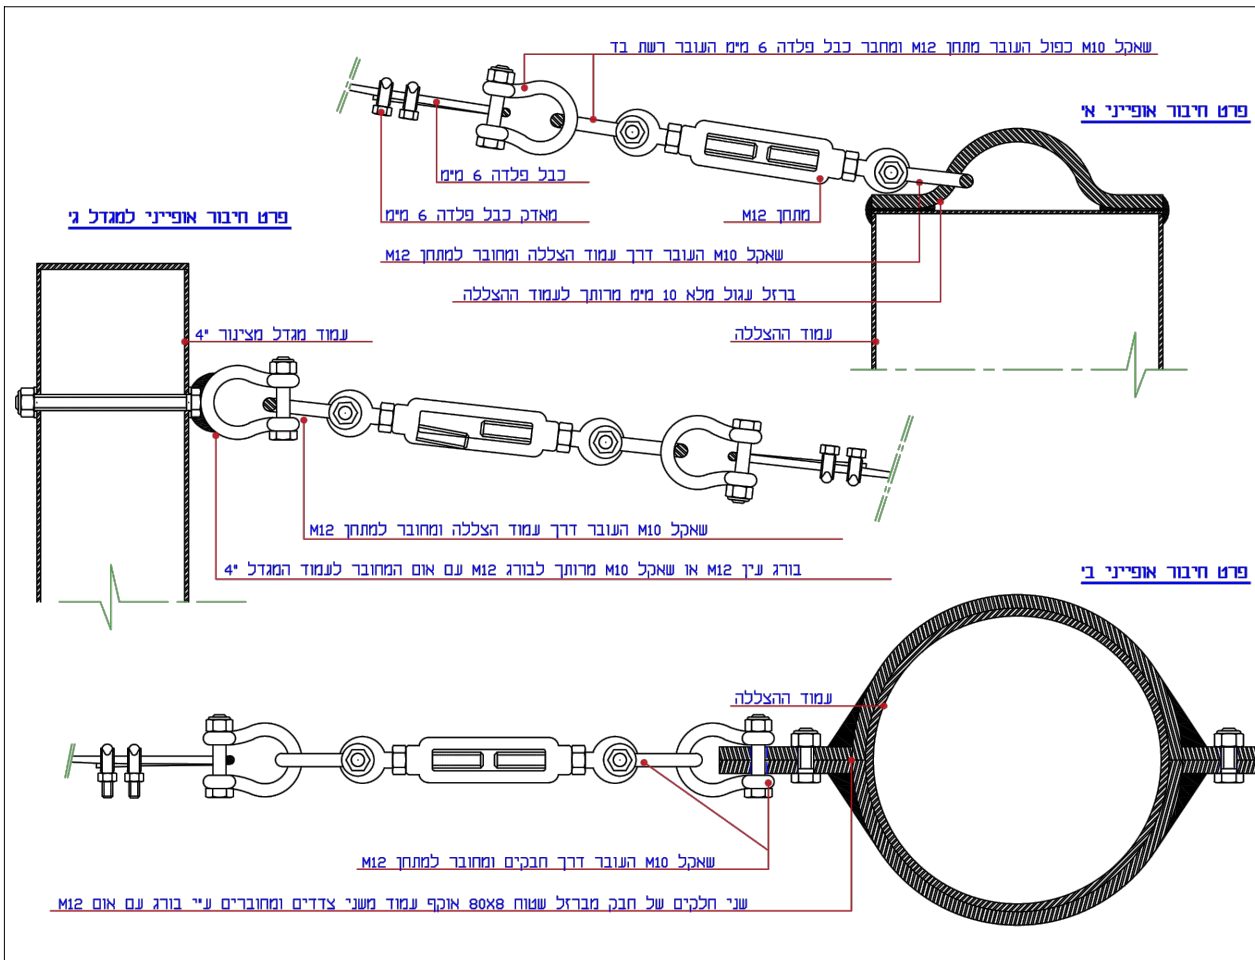 שאקל M10 כפול העובר מתחן M12 ומחבר כבל פלדה 6 מ"מ העובר רשת בד
פרט חיבור אופייני א'
כבל פלדה 6 מ"מ
מאדק כבל פלדה 6 מ"מ
מתחן M12
שאקל M10 העובר דרך עמוד הצללה ומחובר למתחן M12
ברזל עגול מלא 10 מ"מ מרותך לעמוד ההצללה
עמוד ההצללה
פרט חיבור אופייני למגדל ג'
עמוד מגדל מצינור 4"
שאקל M10 העובר דרך עמוד הצללה ומחובר למתחן M12
בורג עין M12 או שאקל M10 מרותך לבורג M12 עם אום המחובר לעמוד המגדל 4"
פרט חיבור אופייני ב'
עמוד ההצללה
שאקל M10 העובר דרך חבקים ומחובר למתחן M12
שני חלקים של חבק מברזל שטוח 80X8 אוקף עמוד משני צדדים ומחוברים ע"י בורג עם אום M12